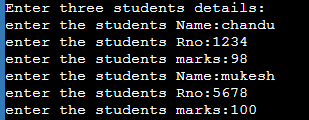 Enter three students details:
enter the students Name:chandu
enter the students Rno:1234
enter the students marks:98
enter the students Name:mukesh
enter the students Rno:5678
enter the students marks:100